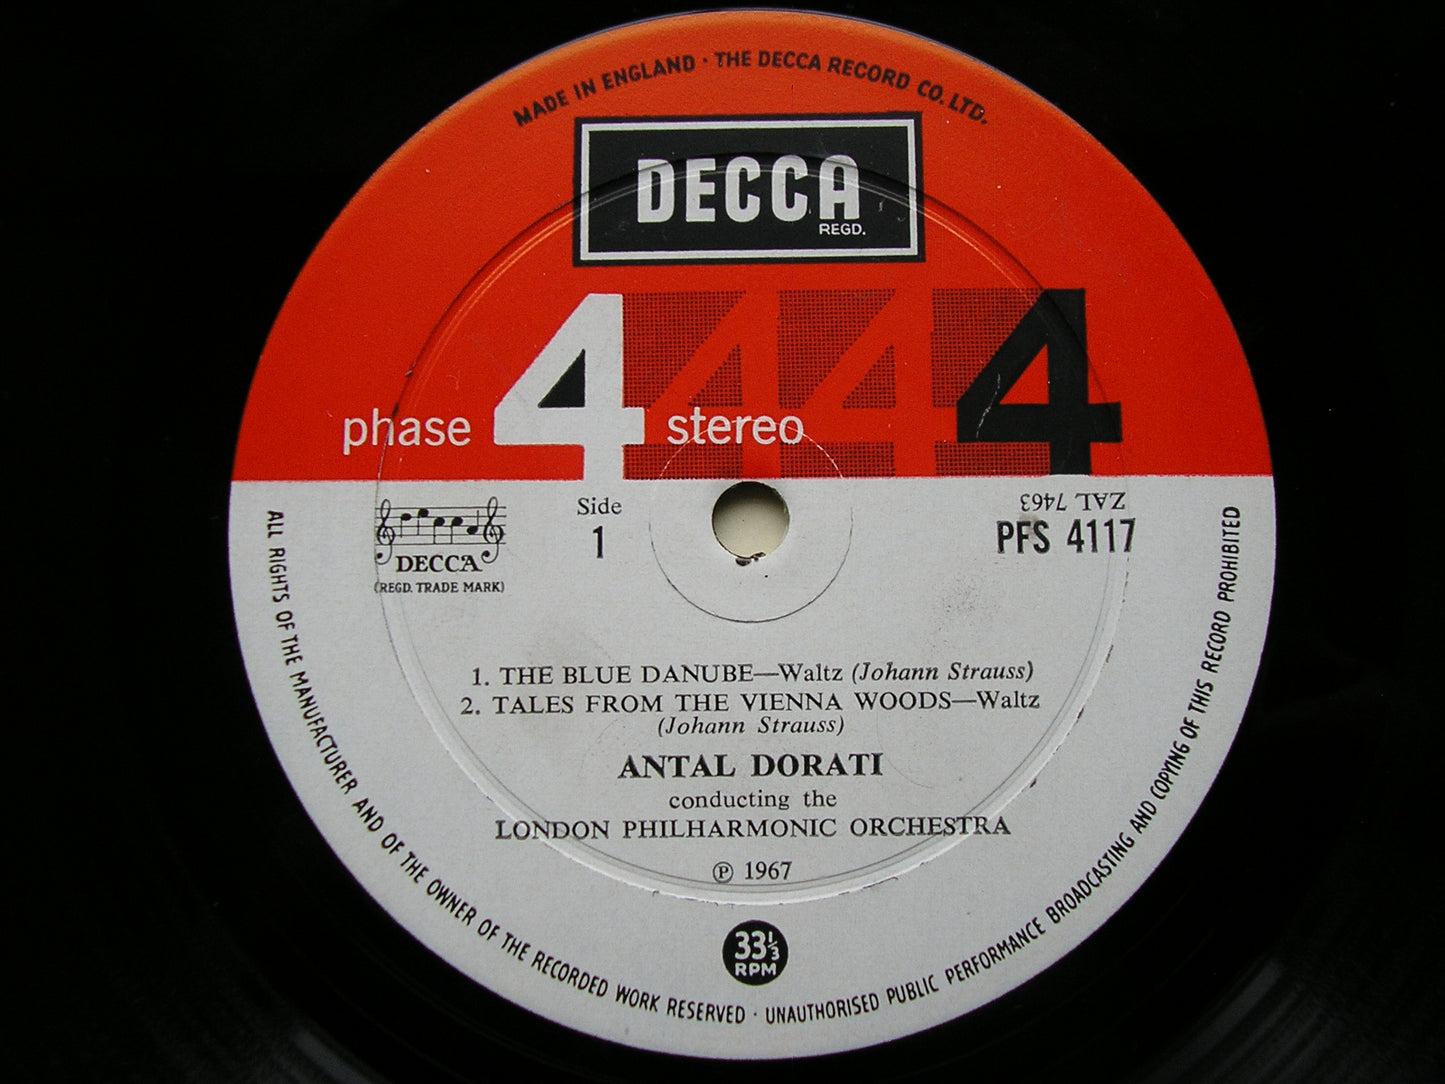 MADE IN ENGLAND · THE DECCA RECORD CO. LTD.
DECCA
REGD.
phase 4 stereo 4 4 4
Side
1
ZAL 7463
PFS 4117
DECCA
(REGD. TRADE MARK)
1. THE BLUE DANUBE—Waltz (Johann Strauss)
2. TALES FROM THE VIENNA WOODS—Waltz
(Johann Strauss)
ANTAL DORATI
conducting the
LONDON PHILHARMONIC ORCHESTRA
℗ 1967
33⅓
RPM
ALL RIGHTS OF THE MANUFACTURER AND OF THE OWNER OF THE RECORDED WORK RESERVED · UNAUTHORISED PUBLIC PERFORMANCE BROADCASTING AND COPYING OF THIS RECORD PROHIBITED